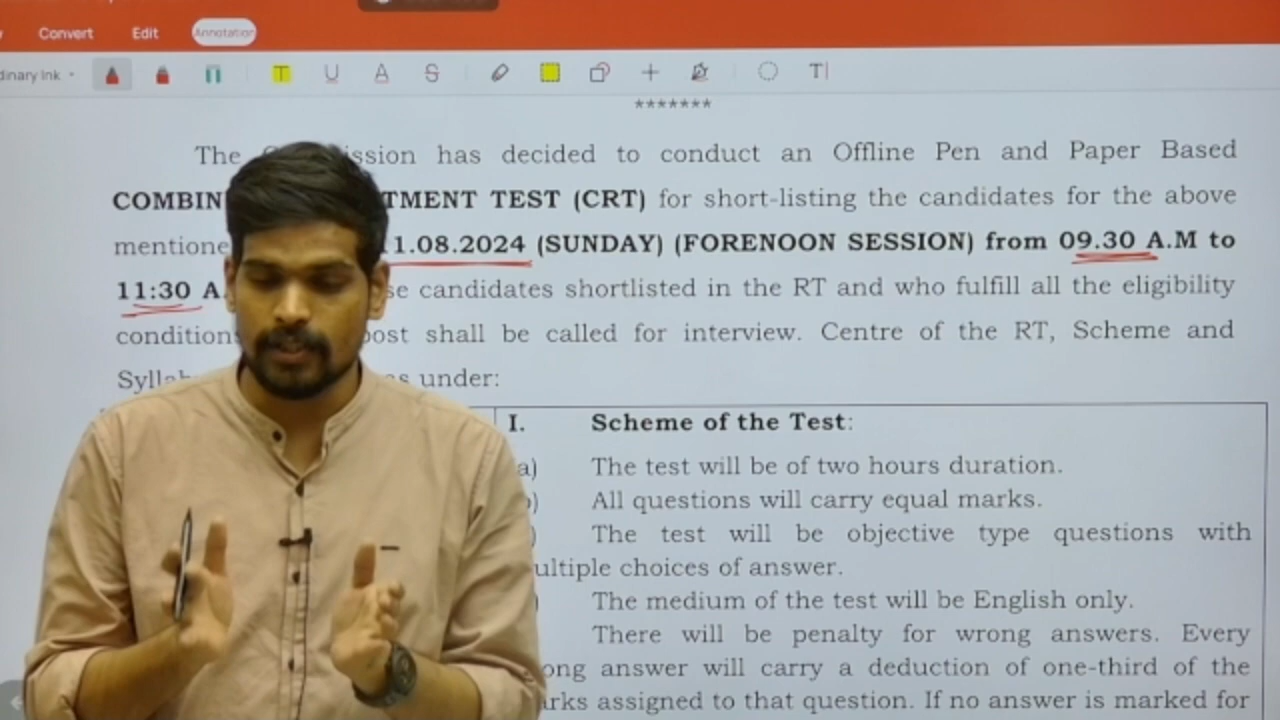 Convert Edit Annotation
dinary Ink
T U A S T
*******
The ission has decided to conduct an Offline Pen and Paper Based
COMBIN TMENT TEST (CRT) for short-listing the candidates for the above
mentione 1.08.2024 (SUNDAY) (FORENOON SESSION) from 09.30 A.M to
11:30 A. se candidates shortlisted in the RT and who fulfill all the eligibility
conditions post shall be called for interview. Centre of the RT, Scheme and
Sylla s under:
I. Scheme of the Test:
a) The test will be of two hours duration.
) All questions will carry equal marks.
) The test will be objective type questions with
ultiple choices of answer.
) The medium of the test will be English only.
There will be penalty for wrong answers. Every
ong answer will carry a deduction of one-third of the
rks assigned to that question. If no answer is marked for